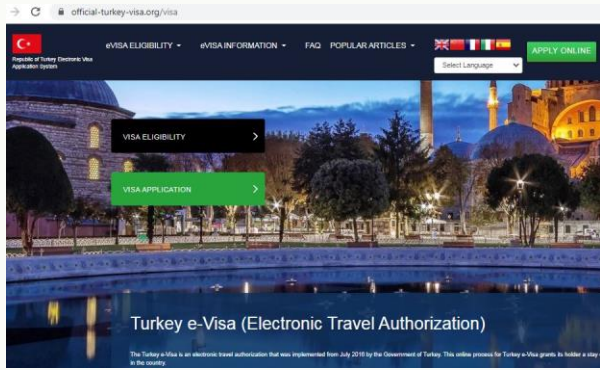 official-turkey-visa.org/visa
Republic of Turkey Electronic Visa
Application System
eVISA ELIGIBILITY
eVISA INFORMATION
FAQ
POPULAR ARTICLES
Select Language
APPLY ONLINE
VISA ELIGIBILITY
VISA APPLICATION
Turkey e-Visa (Electronic Travel Authorization)
The Turkey e-Visa is an electronic travel authorization that was implemented from July 2018 by the Government of Turkey. This online process for Turkey e-Visa grants its holder a stay
in the country.